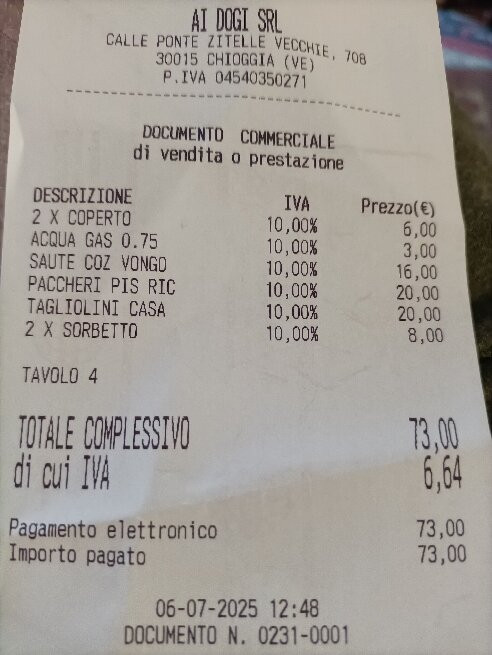 AI DOGI SRL
CALLE PONTE ZITELLE VECCHIE, 708
30015 CHIOGGIA (VE)
P.IVA 04540350271
DOCUMENTO COMMERCIALE
di vendita o prestazione
DESCRIZIONE IVA Prezzo(€)
2 X COPERTO 10,00% 6,00
ACQUA GAS 0.75 10,00% 3,00
SAUTE COZ VONGO 10,00% 16,00
PACCHERI PIS RIC 10,00% 20,00
TAGLIOLINI CASA 10,00% 20,00
2 X SORBETTO 10,00% 8,00
TAVOLO 4
TOTALE COMPLESSIVO 73,00
di cui IVA 6,64
Pagamento elettronico 73,00
Importo pagato 73,00
06-07-2025 12:48
DOCUMENTO N. 0231-0001